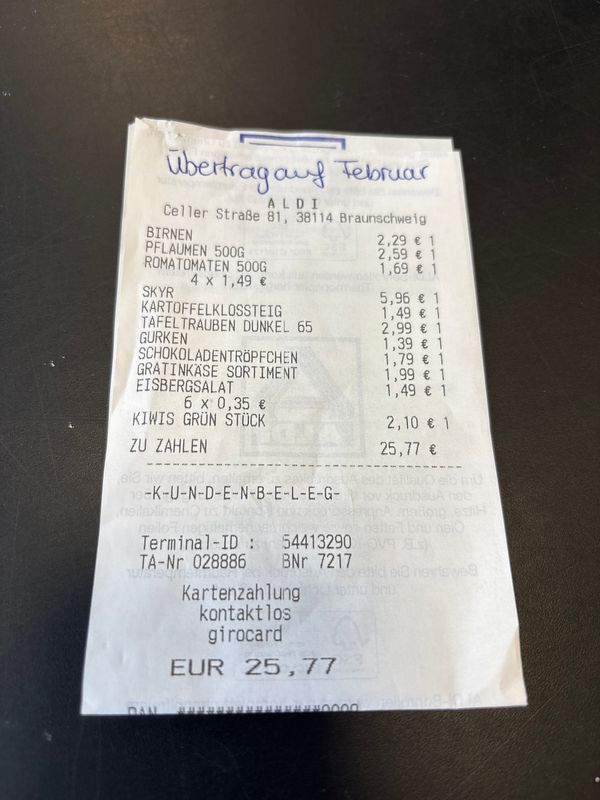 Übertrag auf Februar
ALDI
Celler Straße 81, 38114 Braunschweig
BIRNEN 2,29 € 1
PFLAUMEN 500G 2,59 € 1
ROMATOMATEN 500G 1,69 € 1
4 x 1,49 €
SKYR 5,96 € 1
KARTOFFELKLOSSTEIG 1,49 € 1
TAFELTRAUBEN DUNKEL 65 2,99 € 1
GURKEN 1,39 € 1
SCHOKOLADENTRÖPFCHEN 1,79 € 1
GRATINKÄSE SORTIMENT 1,99 € 1
EISBERGSALAT 1,49 € 1
6 x 0,35 €
KIWIS GRÜN STÜCK 2,10 € 1
ZU ZAHLEN 25,77 €
-K-U-N-D-E-N-B-E-L-E-G-
Terminal-ID : 54413290
TA-Nr 028886 BNr 7217
Kartenzahlung
kontaktlos
girocard
EUR 25,77